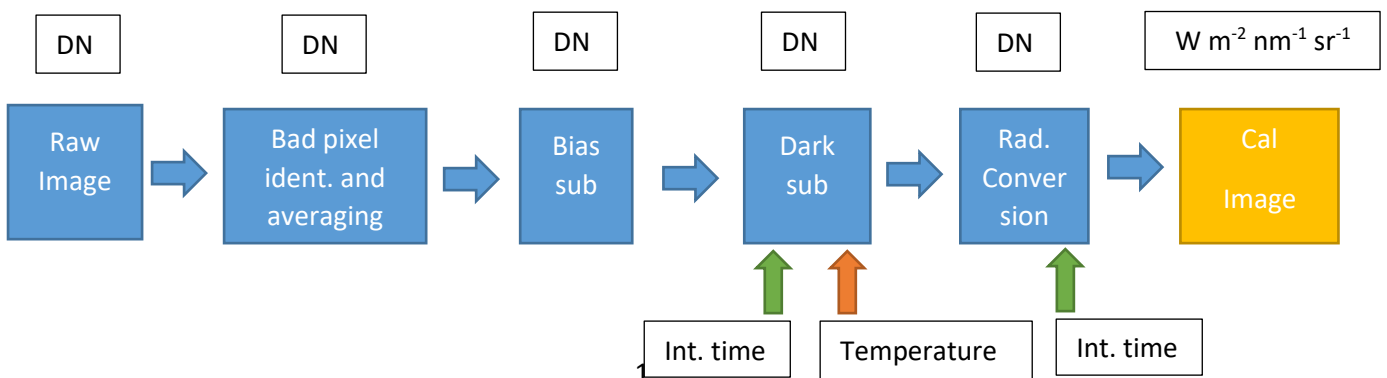 DN
DN
DN
DN
DN
W m-2 nm-1 sr-1
Raw
Image
Bad pixel
ident. and
averaging
Bias
sub
Dark
sub
Rad.
Conver
sion
Cal
Image
Int. time
Temperature
Int. time
1